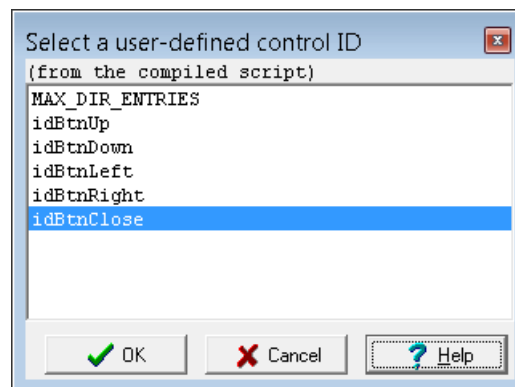 Select a user-defined control ID
(from the compiled script)
MAX_DIR_ENTRIES
idBtnUp
idBtnDown
idBtnLeft
idBtnRight
idBtnClose
OK Cancel Help